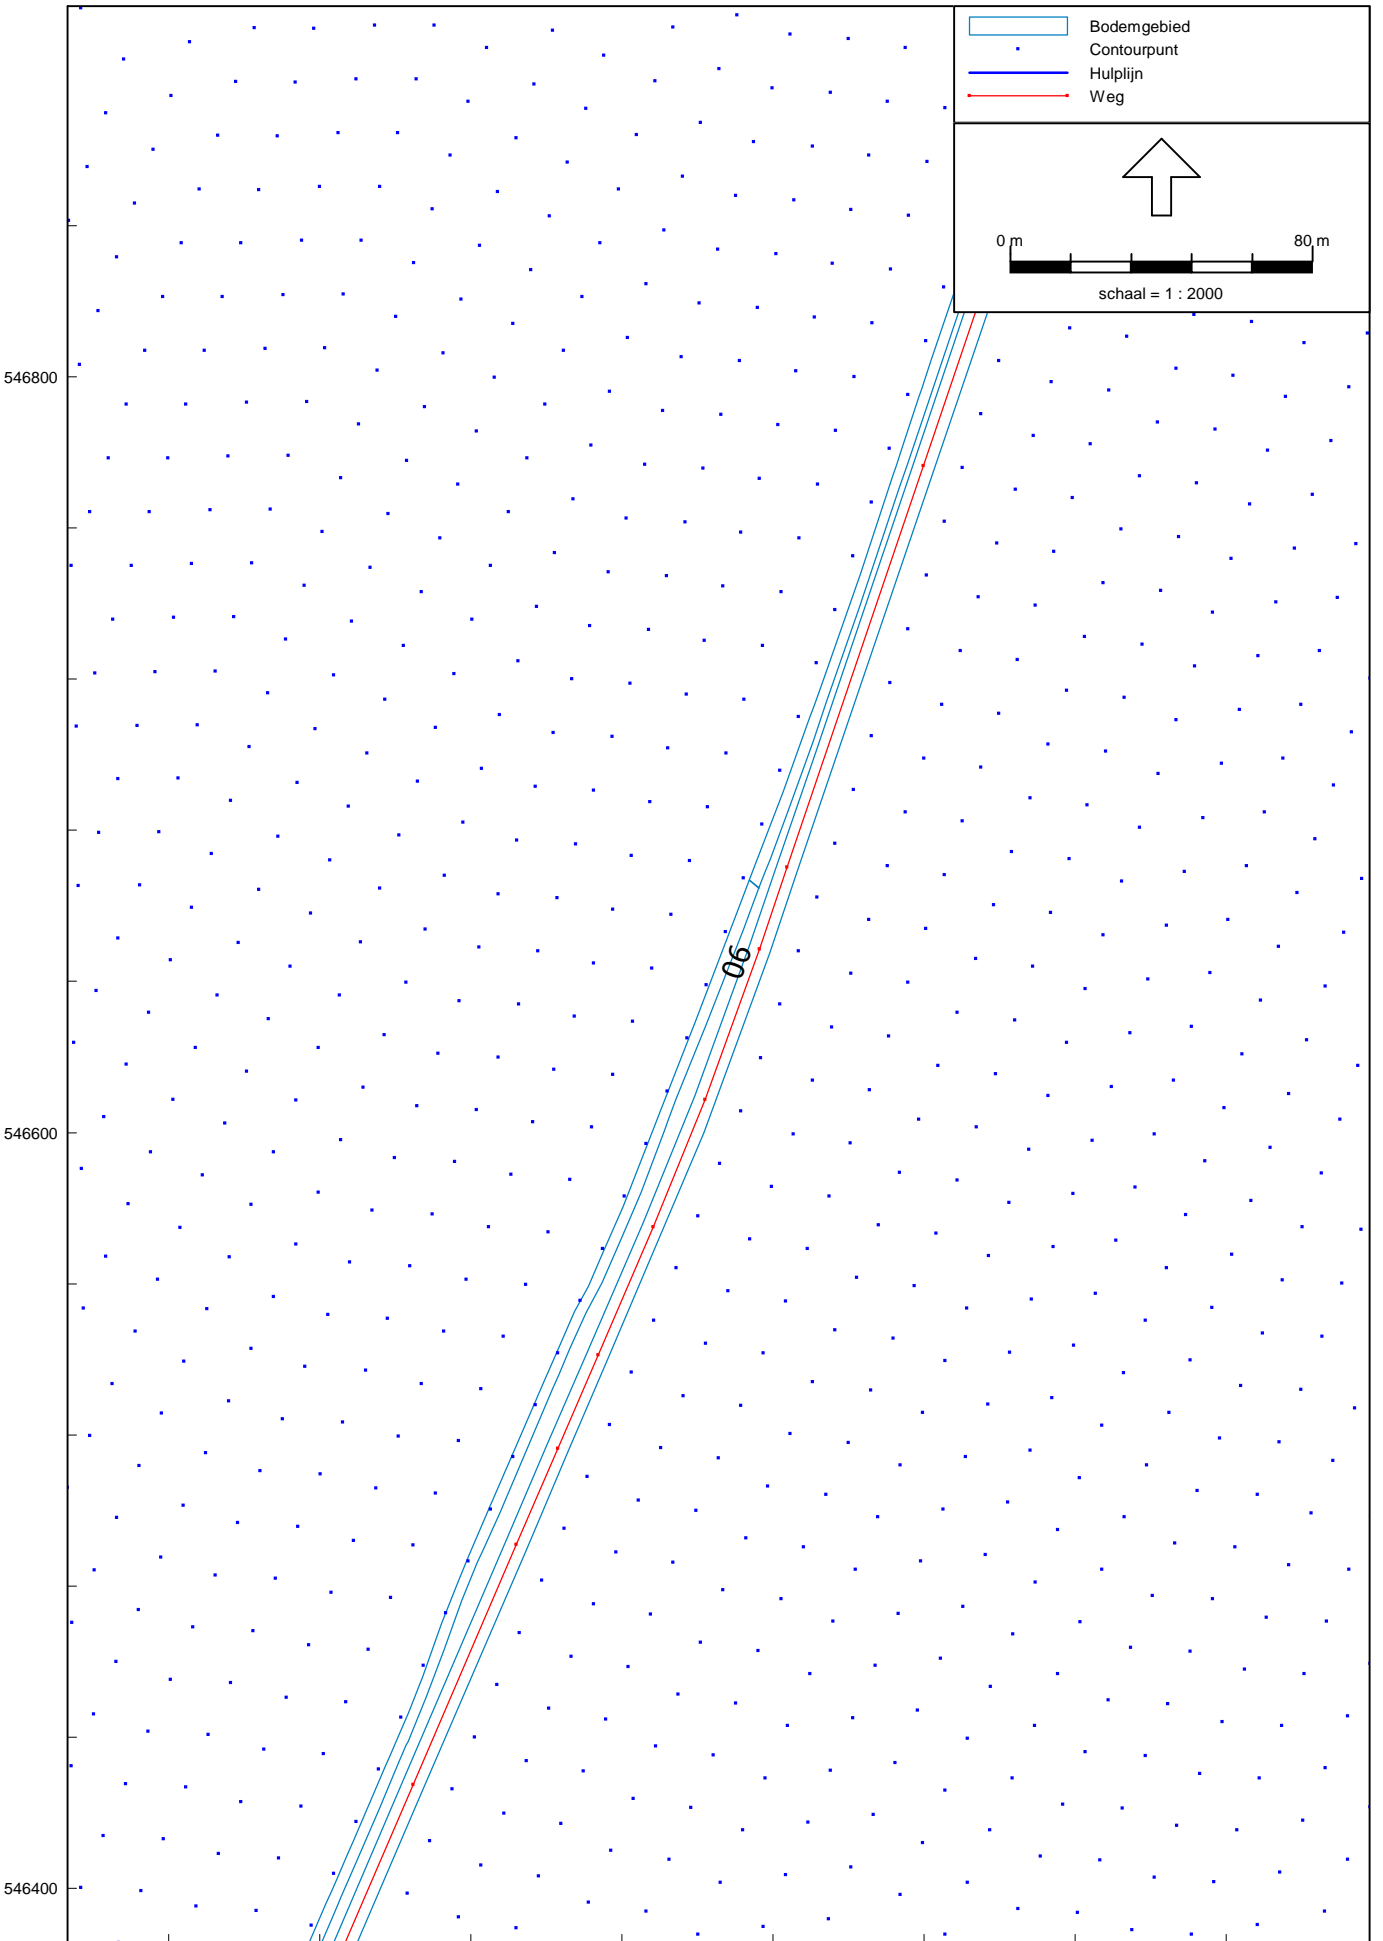 Bodemgebied
Contourpunt
Hulplijn
Weg
0 m 80 m
schaal = 1 : 2000
546800
90
546600
546400